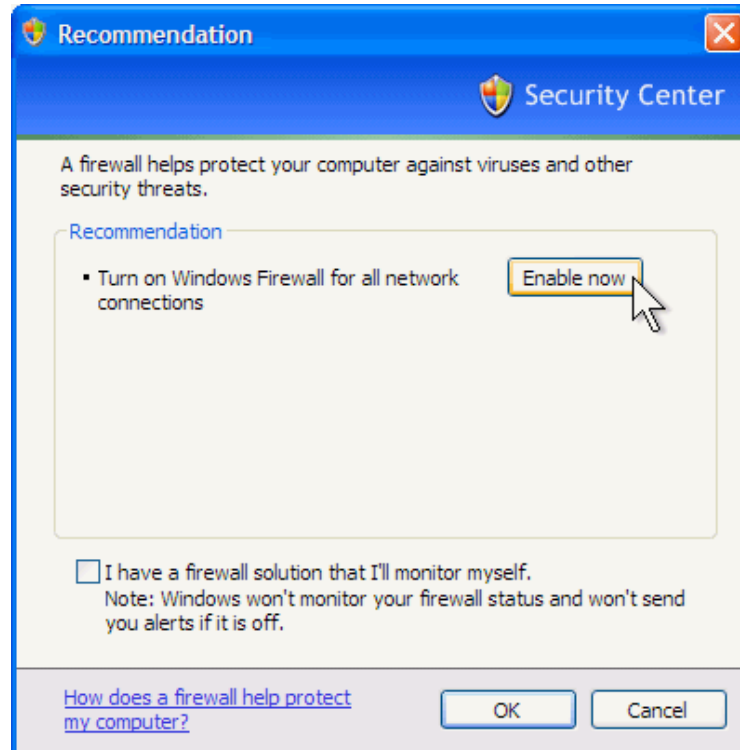 Recommendation
Security Center
A firewall helps protect your computer against viruses and other
security threats.
Recommendation
▪ Turn on Windows Firewall for all network
connections
Enable now
I have a firewall solution that I'll monitor myself.
Note: Windows won't monitor your firewall status and won't send
you alerts if it is off.
How does a firewall help protect
my computer?
OK
Cancel